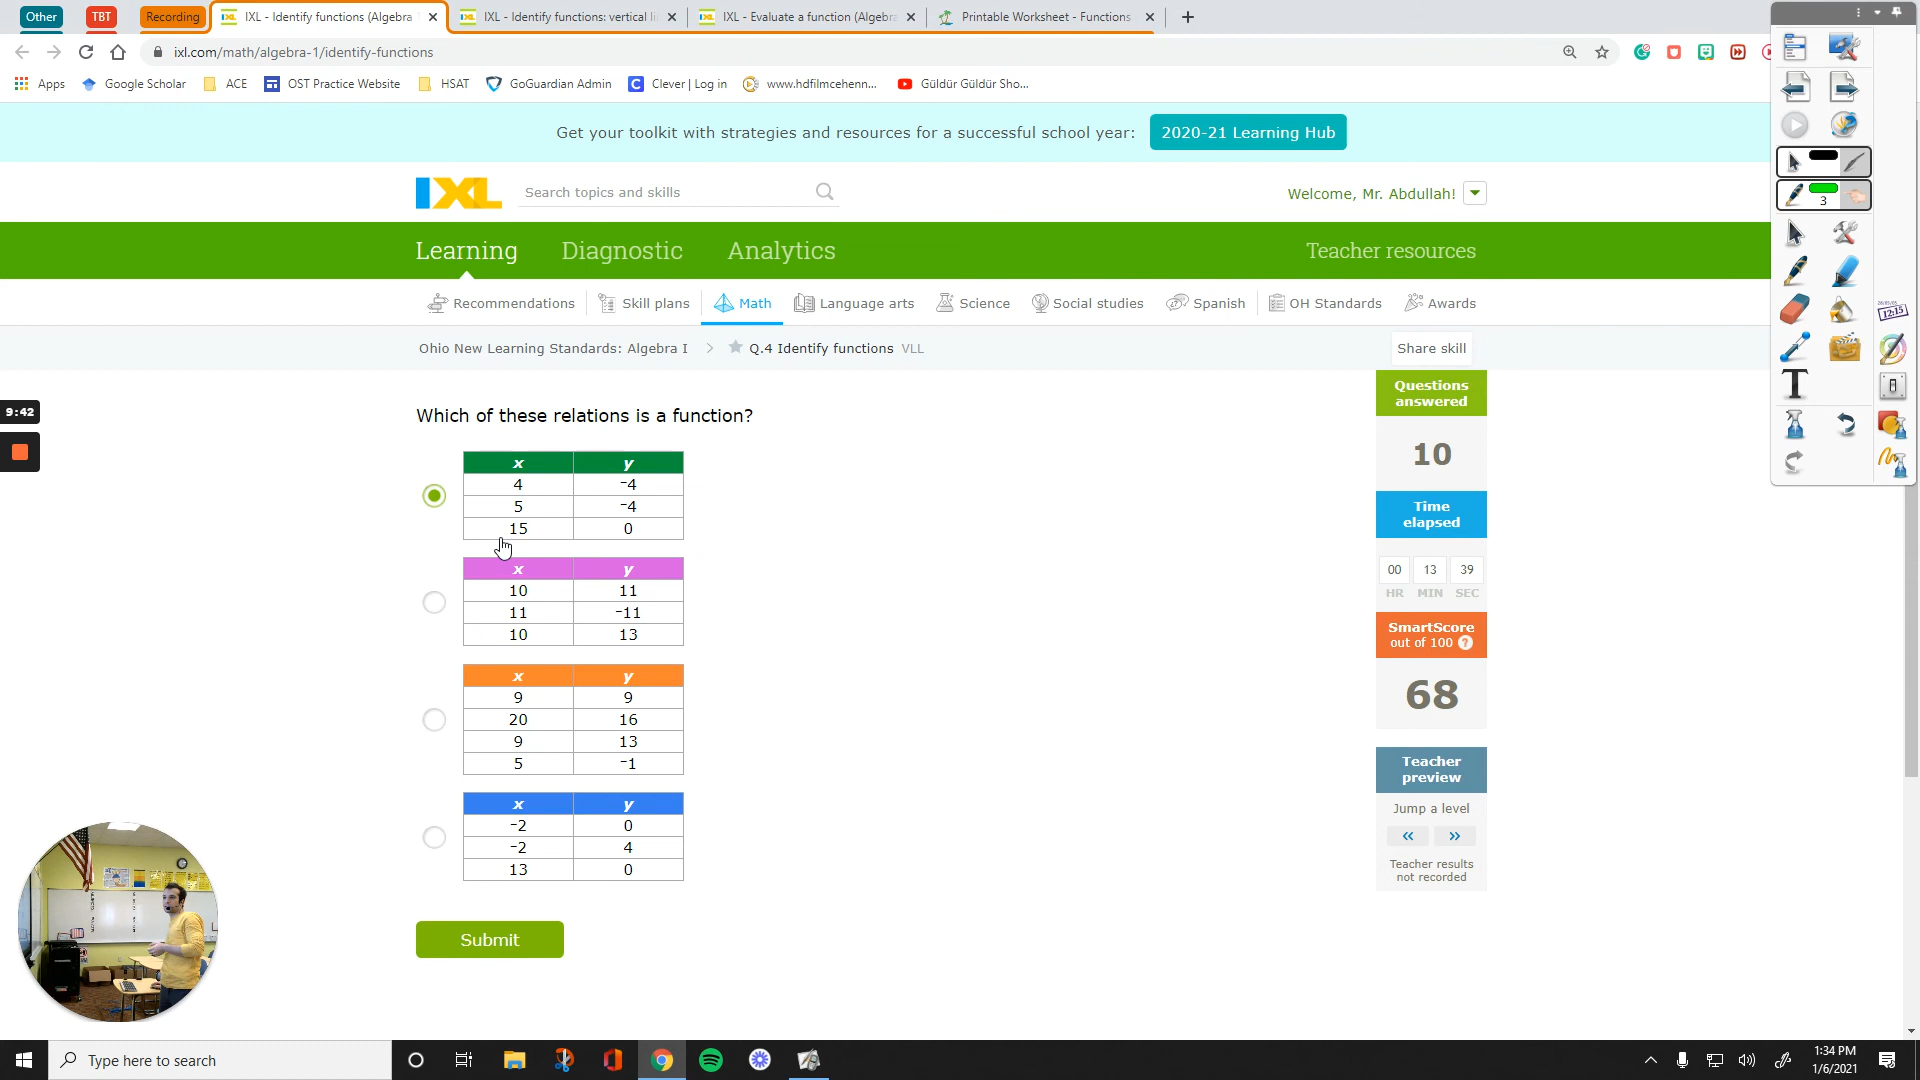 Other
TBT
Recording
IXL - Identify functions (Algebra
IXL - Identify functions: vertical li
IXL - Evaluate a function (Algebra
Printable Worksheet - Functions
ixl.com/math/algebra-1/identify-functions
Apps
Google Scholar
ACE
OST Practice Website
HSAT
GoGuardian Admin
Clever | Log in
www.hdfilmcehenn...
Güldür Güldür Sho...
Get your toolkit with strategies and resources for a successful school year:
2020-21 Learning Hub
IXL
Search topics and skills
Welcome, Mr. Abdullah!
Learning
Diagnostic
Analytics
Teacher resources
Recommendations
Skill plans
Math
Language arts
Science
Social studies
Spanish
OH Standards
Awards
Ohio New Learning Standards: Algebra I > Q.4 Identify functions VLL
Share skill
9:42
Which of these relations is a function?
x y
4 -4
5 -4
15 0
x y
10 11
11 -11
10 13
x y
9 9
20 16
9 13
5 -1
x y
-2 0
-2 4
13 0
Submit
Questions
answered
10
Time
elapsed
00 13 39
HR MIN SEC
SmartScore
out of 100 ?
68
Teacher
preview
Jump a level
« »
Teacher results
not recorded
3
12:15
T
Type here to search
1:34 PM
1/6/2021